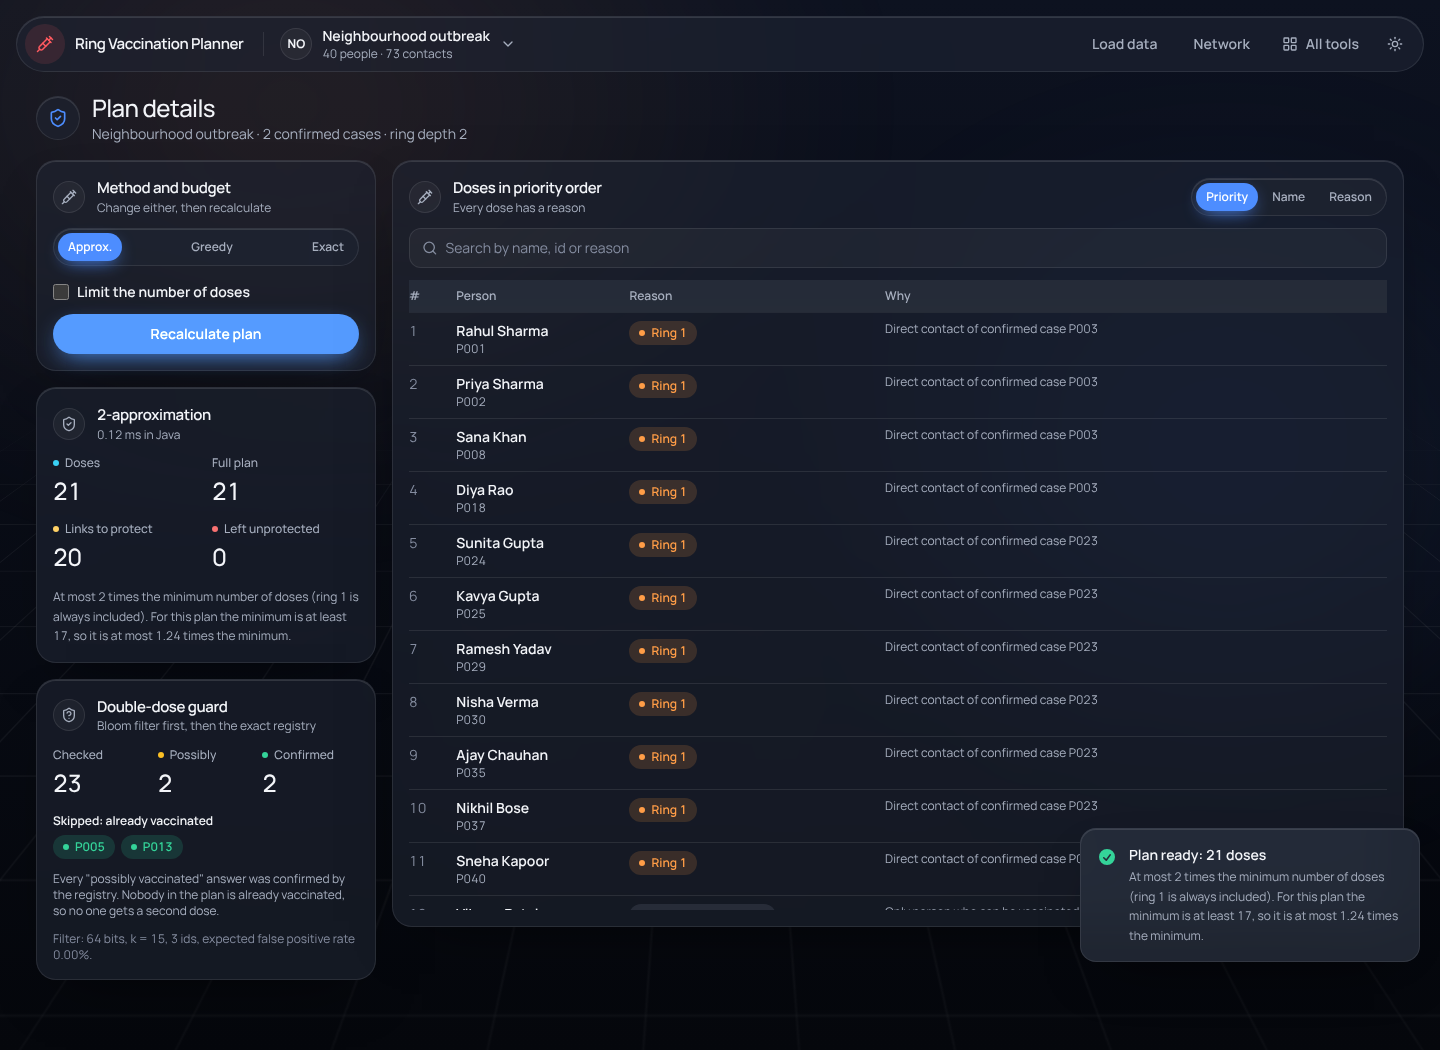 Ring Vaccination Planner
NO
Neighbourhood outbreak
40 people · 73 contacts
Load data
Network
All tools
Plan details
Neighbourhood outbreak · 2 confirmed cases · ring depth 2
Method and budget
Change either, then recalculate
Approx.
Greedy
Exact
Limit the number of doses
Recalculate plan
2-approximation
0.12 ms in Java
Doses
Full plan
21
21
Links to protect
Left unprotected
20
0
At most 2 times the minimum number of doses (ring 1 is
always included). For this plan the minimum is at least
17, so it is at most 1.24 times the minimum.
Double-dose guard
Bloom filter first, then the exact registry
Checked
Possibly
Confirmed
23
2
2
Skipped: already vaccinated
P005
P013
Every "possibly vaccinated" answer was confirmed by
the registry. Nobody in the plan is already vaccinated,
so no one gets a second dose.
Filter: 64 bits, k = 15, 3 ids, expected false positive rate
0.00%.
Doses in priority order
Every dose has a reason
Priority
Name
Reason
Search by name, id or reason
# Person Reason Why
1 Rahul Sharma Ring 1 Direct contact of confirmed case P003
P001
2 Priya Sharma Ring 1 Direct contact of confirmed case P003
P002
3 Sana Khan Ring 1 Direct contact of confirmed case P003
P008
4 Diya Rao Ring 1 Direct contact of confirmed case P003
P018
5 Sunita Gupta Ring 1 Direct contact of confirmed case P023
P024
6 Kavya Gupta Ring 1 Direct contact of confirmed case P023
P025
7 Ramesh Yadav Ring 1 Direct contact of confirmed case P023
P029
8 Nisha Verma Ring 1 Direct contact of confirmed case P023
P030
9 Ajay Chauhan Ring 1 Direct contact of confirmed case P023
P035
10 Nikhil Bose Ring 1 Direct contact of confirmed case P023
P037
11 Sneha Kapoor Ring 1 Direct contact of confirmed case
P040
Plan ready: 21 doses
At most 2 times the minimum number of doses
(ring 1 is always included). For this plan the
minimum is at least 17, so it is at most 1.24 times
the minimum.